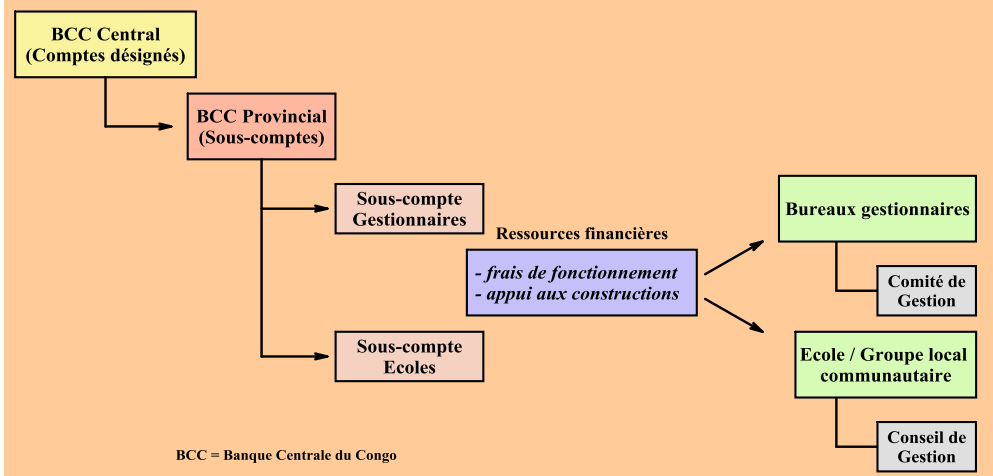 BCC Central
(Comptes désignés)
BCC Provincial
(Sous-comptes)
Sous-compte
Gestionnaires
Ressources financières
- frais de fonctionnement
- appui aux constructions
Bureaux gestionnaires
Comité de
Gestion
Sous-compte
Ecoles
Ecole / Groupe local
communautaire
Conseil de
Gestion
BCC = Banque Centrale du Congo